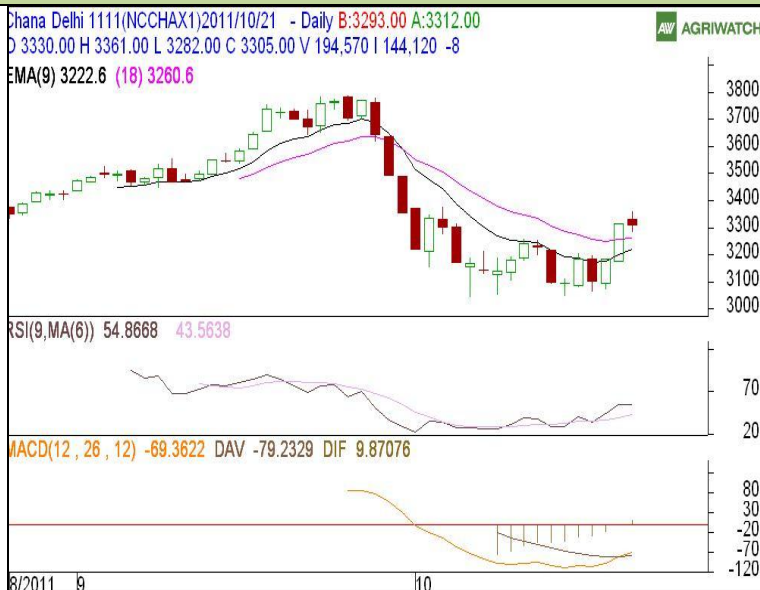 Chana Delhi 1111(NCCHAX1)2011/10/21 - Daily B:3293.00 A:3312.00
AW AGRIWATCH
O 3330.00 H 3361.00 L 3282.00 C 3305.00 V 194,570 I 144,120 -8
EMA(9) 3222.6 (18) 3260.6
3800
3700
3600
3500
3400
3300
3200
3100
3000
RSI(9,MA(6)) 54.8668 43.5638
70
20
MACD(12 , 26 , 12) -69.3622 DAV -79.2329 DIF 9.87076
80
30
-20
-70
-120
8/2011 9 10